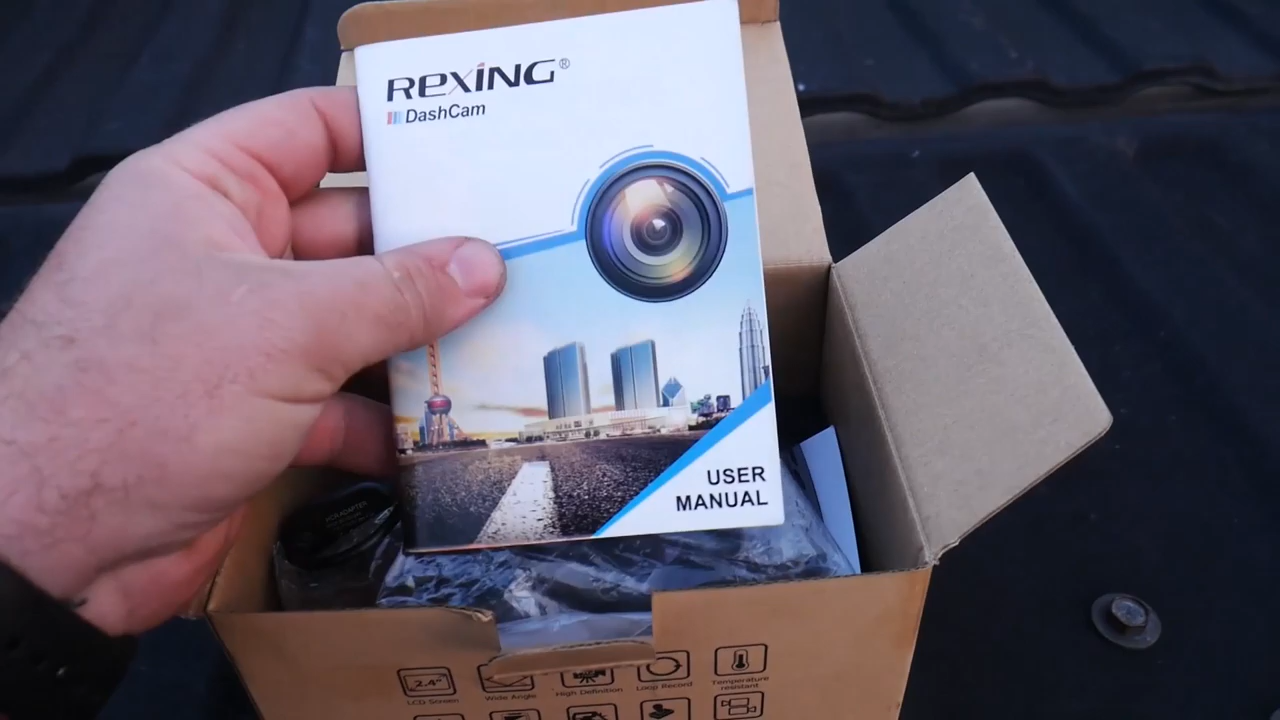 REXING®
DashCam
USER
MANUAL
2.4"
LCD Screen
Wide Angle
High Definition
Loop Record
Temperature
resistant